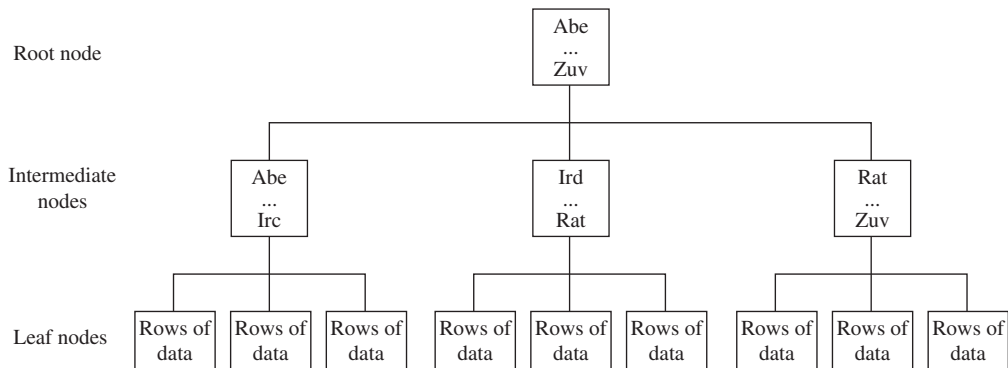 Root node
Abe
...
Zuv
Intermediate
nodes
Abe
...
Irc
Ird
...
Rat
Rat
...
Zuv
Leaf nodes
Rows of
data
Rows of
data
Rows of
data
Rows of
data
Rows of
data
Rows of
data
Rows of
data
Rows of
data
Rows of
data